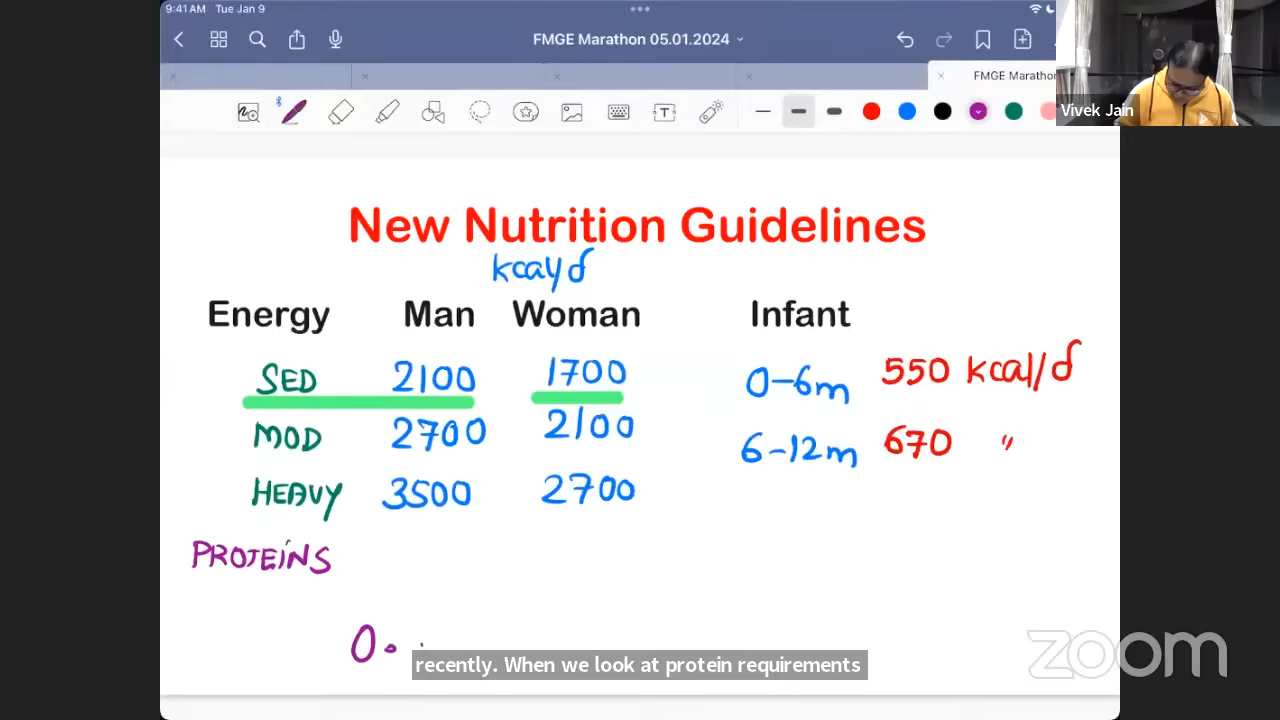 9:41 AM Tue Jan 9
FMGE Marathon 05.01.2024
FMGE Marathon
Vivek Jain
New Nutrition Guidelines
kcal/d
Energy Man Woman Infant
SED 2100 1700 0-6m 550 kcal/d
MOD 2700 2100 6-12m 670 "
HEAVY 3500 2700
PROTEINS
0.
recently. When we look at protein requirements
zoom